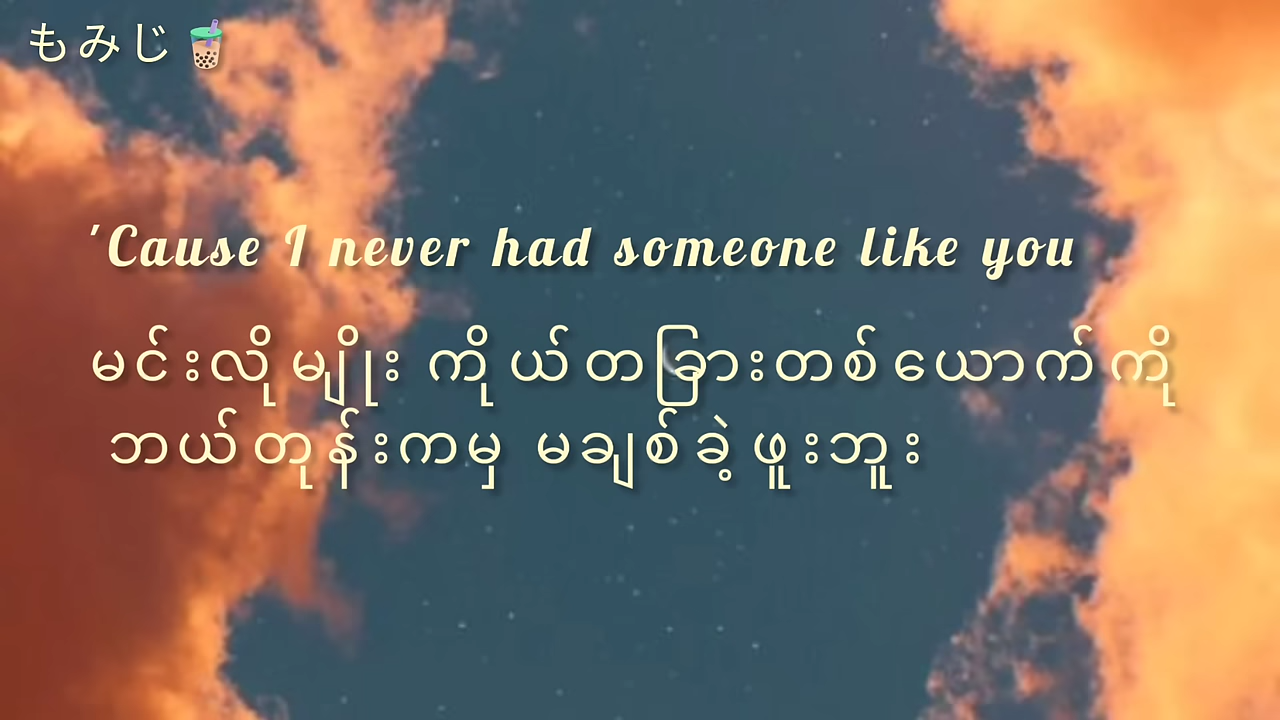 もみじ 🧋
'Cause I never had someone like you
မင်းလိုမျိုး ကိုယ်တခြားတစ်ယောက်ကို
ဘယ်တုန်းကမှ မချစ်ခဲ့ဖူးဘူး